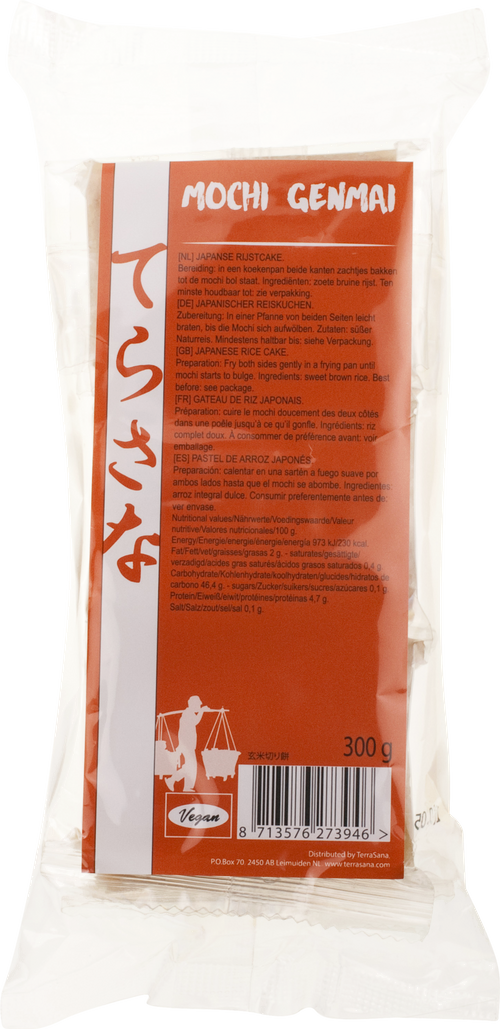 MOCHI GENMAI
てらさな
[NL] JAPANSE RIJSTCAKE.
Bereiding: in een koekenpan beide kanten zachtjes bakken
tot de mochi bol staat. Ingrediënten: zoete bruine rijst. Ten
minste houdbaar tot: zie verpakking.
[DE] JAPANISCHER REISKUCHEN.
Zubereitung: In einer Pfanne von beiden Seiten leicht
braten, bis die Mochi sich aufwölben. Zutaten: süßer
Naturreis. Mindestens haltbar bis: siehe Verpackung.
[GB] JAPANESE RICE CAKE.
Preparation: Fry both sides gently in a frying pan until
mochi starts to bulge. Ingredients: sweet brown rice. Best
before: see package.
[FR] GATEAU DE RIZ JAPONAIS.
Préparation: cuire le mochi doucement des deux côtés
dans une poêle jusqu'à ce qu'il gonfle. Ingrédients: riz
complet doux. À consommer de préférence avant: voir
emballage.
[ES] PASTEL DE ARROZ JAPONÉS
Preparación: calentar en una sartén a fuego suave por
ambos lados hasta que el mochi se abombe. Ingredientes:
arroz integral dulce. Consumir preferentemente antes de:
ver envase.
Nutritional values/Nährwerte/Voedingswaarde/Valeur
nutritive/Valores nutricionales/100 g.
Energy/Energie/energie/énergie/energía 973 kJ/230 kcal.
Fat/Fett/vet/graisses/grasas 2 g. - saturates/gesättigte/
verzadigd/acides gras saturés/ácidos grasos saturados 0,4 g.
Carbohydrate/Kohlenhydrate/koolhydraten/glucides/hidratos de
carbono 46,4 g. - sugars/Zucker/suikers/sucres/azúcares 0,1 g.
Protein/Eiweiß/eiwit/protéines/proteínas 4,7 g.
Salt/Salz/zout/sel/sal 0,1 g.
玄米切り餅
300 g
Vegan
8 713576 273946 >
Distributed by TerraSana.
P.O.Box 70. 2450 AB Leimuiden NL. www.terrasana.com